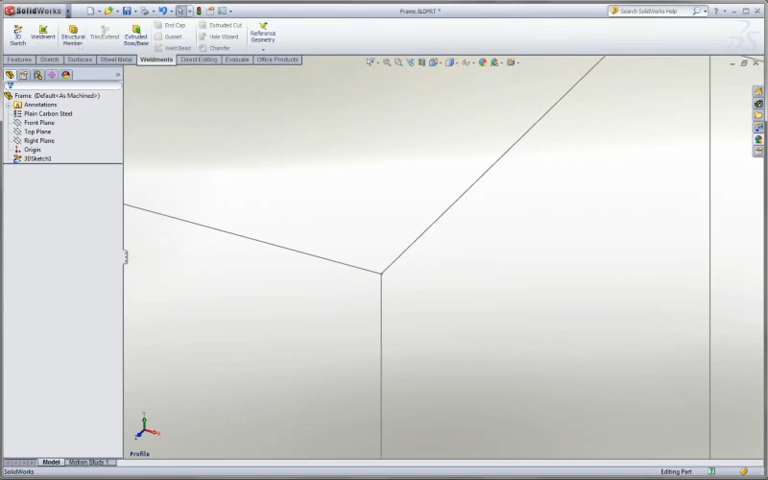 SolidWorks
Frame.SLDPRT *
Search SolidWorks Help
3D
Sketch
Weldment
Structural
Member
Trim/Extend
Extruded
Boss/Base
End Cap
Gusset
Weld Bead
Extruded Cut
Hole Wizard
Chamfer
Reference
Geometry
Features
Sketch
Surfaces
Sheet Metal
Weldments
Direct Editing
Evaluate
Office Products
Frame (Default<As Machined>)
Annotations
Plain Carbon Steel
Front Plane
Top Plane
Right Plane
Origin
3DSketch1
Profile
Model
Motion Study 1
SolidWorks
Editing Part